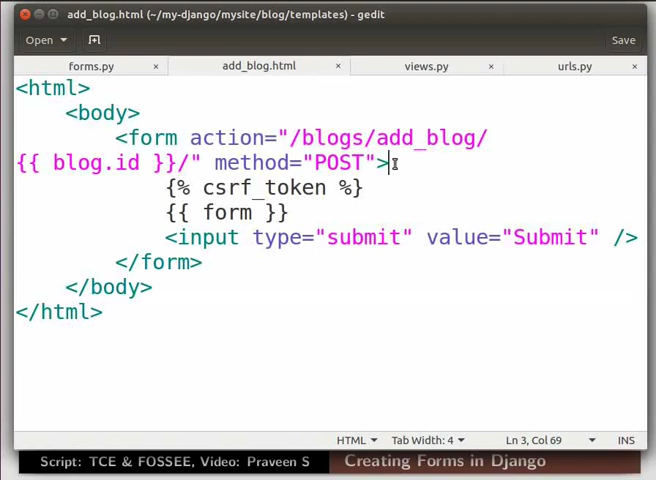 add_blog.html (~/my-django/mysite/blog/templates) - gedit
Open Save
forms.py × add_blog.html × views.py × urls.py ×
<html>
<body>
<form action="/blogs/add_blog/
{{ blog.id }}/" method="POST">
{% csrf_token %}
{{ form }}
<input type="submit" value="Submit" />
</form>
</body>
</html>
HTML Tab Width: 4 Ln 3, Col 69 INS
Script: TCE & FOSSEE, Video: Praveen S Creating Forms in Django